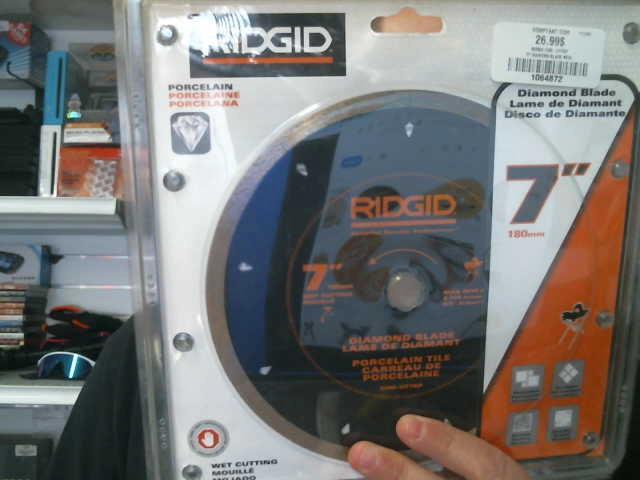 RIDGID
26.99$
1064872
PORCELAIN
PORCELAINE
PORCELANA
Diamond Blade
Lame de Diamant
Disco de Diamante
7"
180mm
RIDGID
7"
DIAMOND BLADE
LAME DE DIAMANT
PORCELAIN TILE
CARREAU DE
PORCELAINE
WET CUTTING
MOUILLÉ
MOJADO